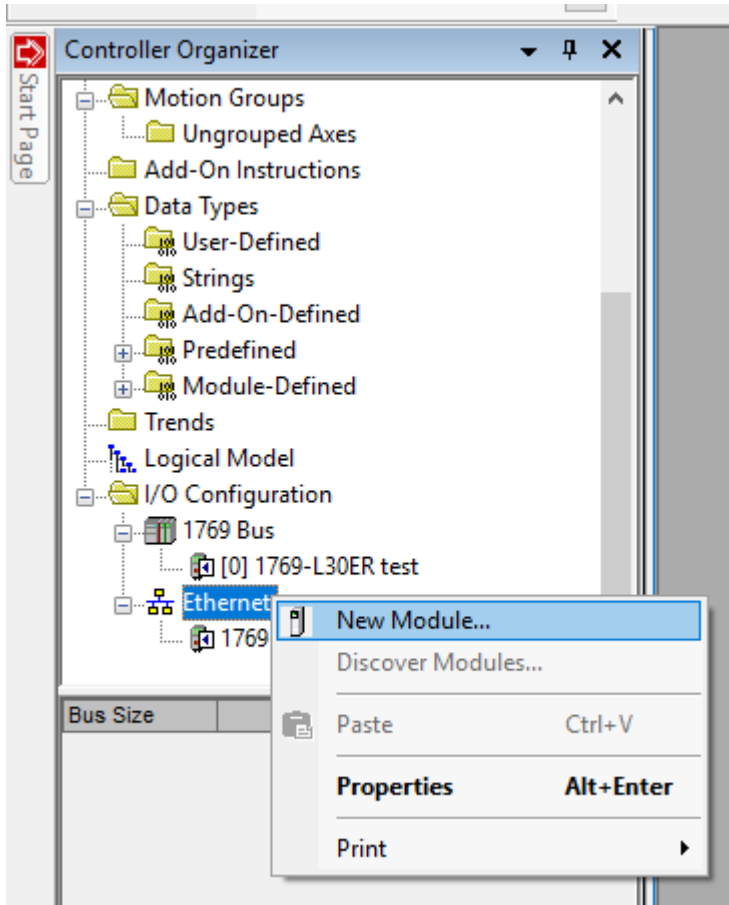 Start Page
Controller Organizer
Motion Groups
Ungrouped Axes
Add-On Instructions
Data Types
User-Defined
Strings
Add-On-Defined
Predefined
Module-Defined
Trends
Logical Model
I/O Configuration
1769 Bus
[0] 1769-L30ER test
Ethernet
1769
New Module...
Discover Modules...
Paste Ctrl+V
Properties Alt+Enter
Print
Bus Size